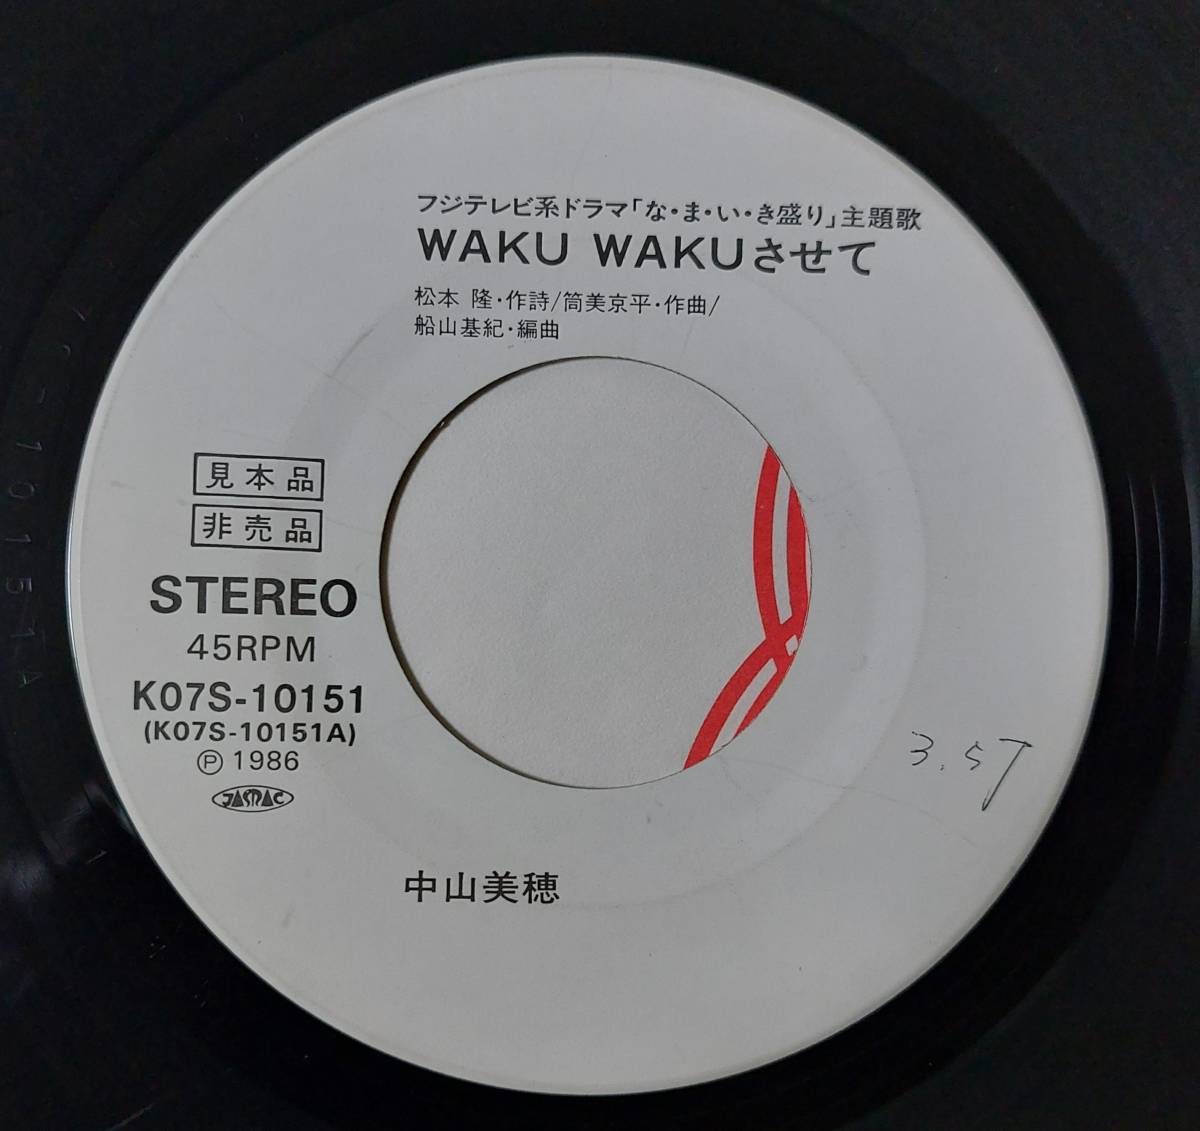 フジテレビ系ドラマ「な・ま・い・き盛り」主題歌
WAKU WAKUさせて
松本 隆・作詩/筒美京平・作曲/
船山基紀・編曲
見本品
非売品
STEREO
45RPM
K07S-10151
(K07S-10151A)
Ⓟ 1986
JASRAC
中山美穂